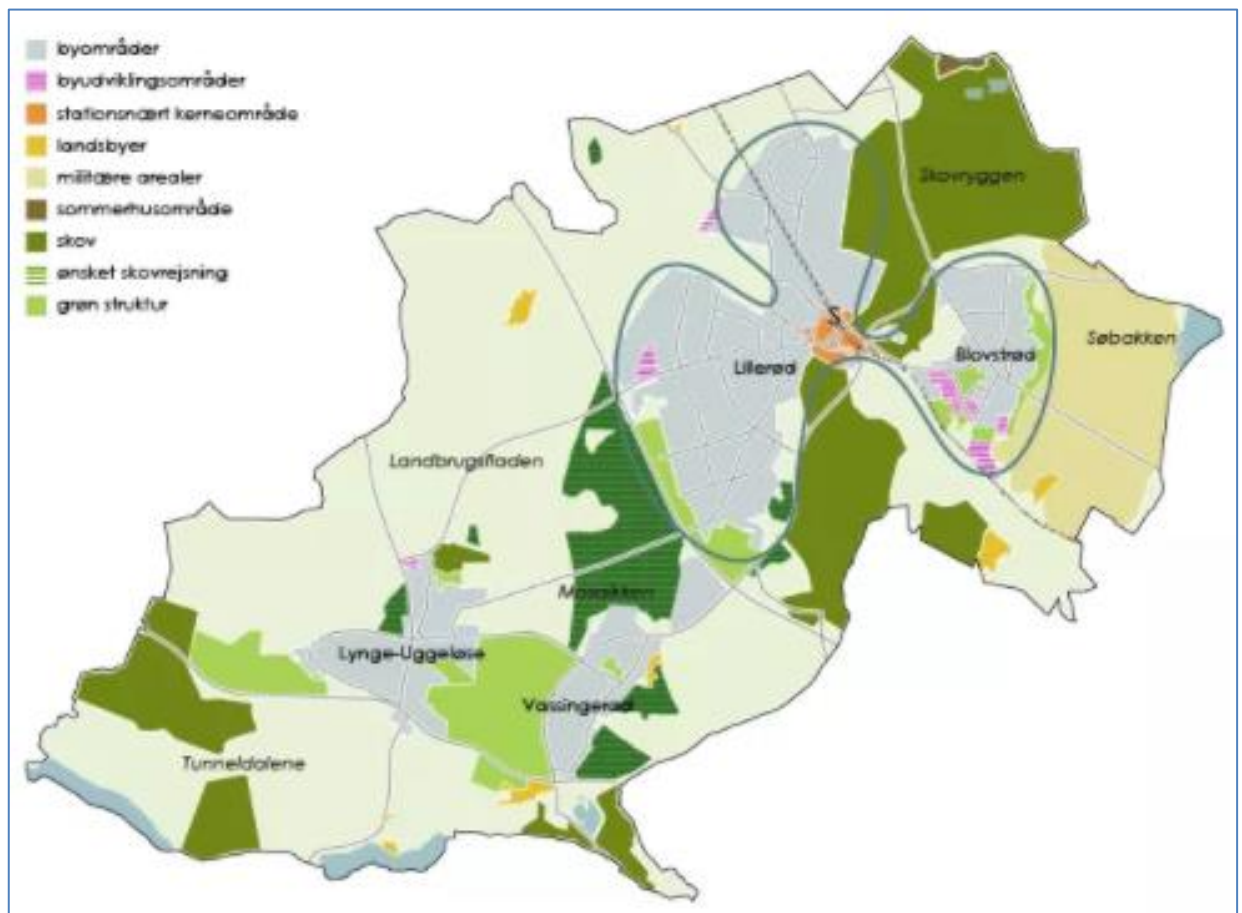 byområder
byudviklingsområder
stationsnært kerneområde
landsbyer
militære arealer
sommerhusområde
skov
ønsket skovrejsning
grøn struktur
Skovryggen
S
Søbakken
Blovstrød
Lillerød
Landbrugsfladen
Mosaikken
Lynge-Uggeløse
Vassingerød
Tunneldalene